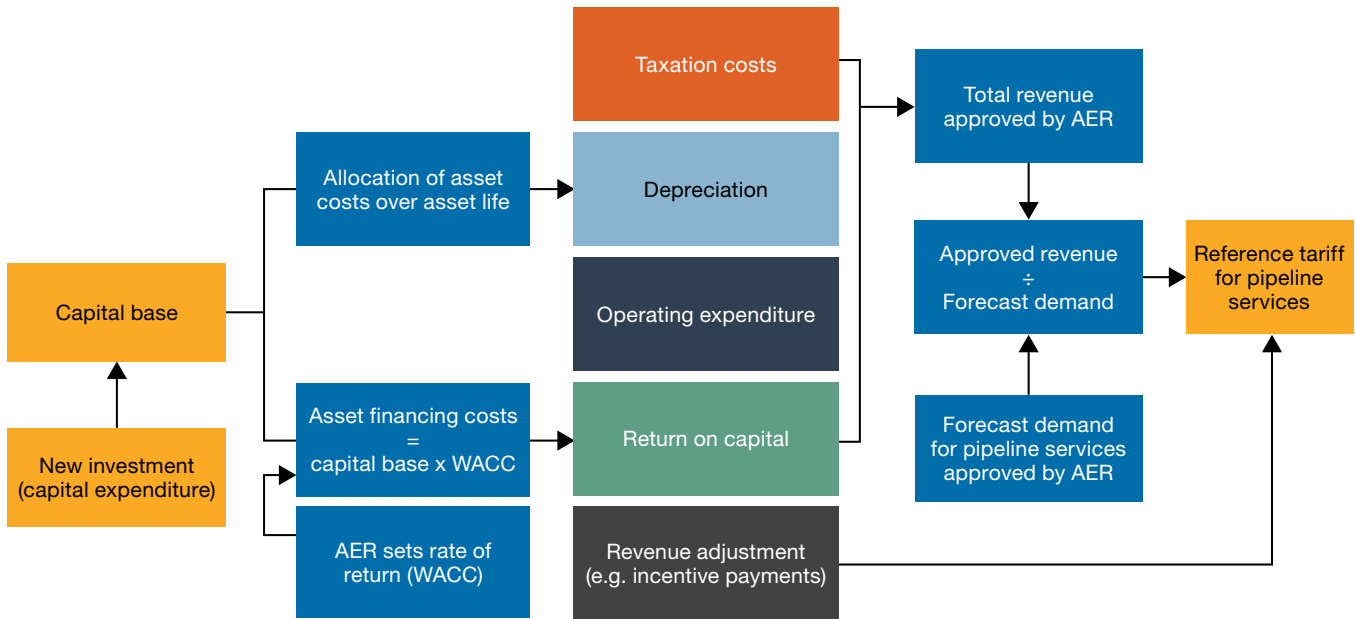 Taxation costs
Total revenue
approved by AER
Allocation of asset
costs over asset life
Depreciation
Capital base
Operating expenditure
Approved revenue
÷
Forecast demand
Reference tariff
for pipeline
services
New investment
(capital expenditure)
Asset financing costs
=
capital base x WACC
Return on capital
Forecast demand
for pipeline services
approved by AER
AER sets rate of
return (WACC)
Revenue adjustment
(e.g. incentive payments)